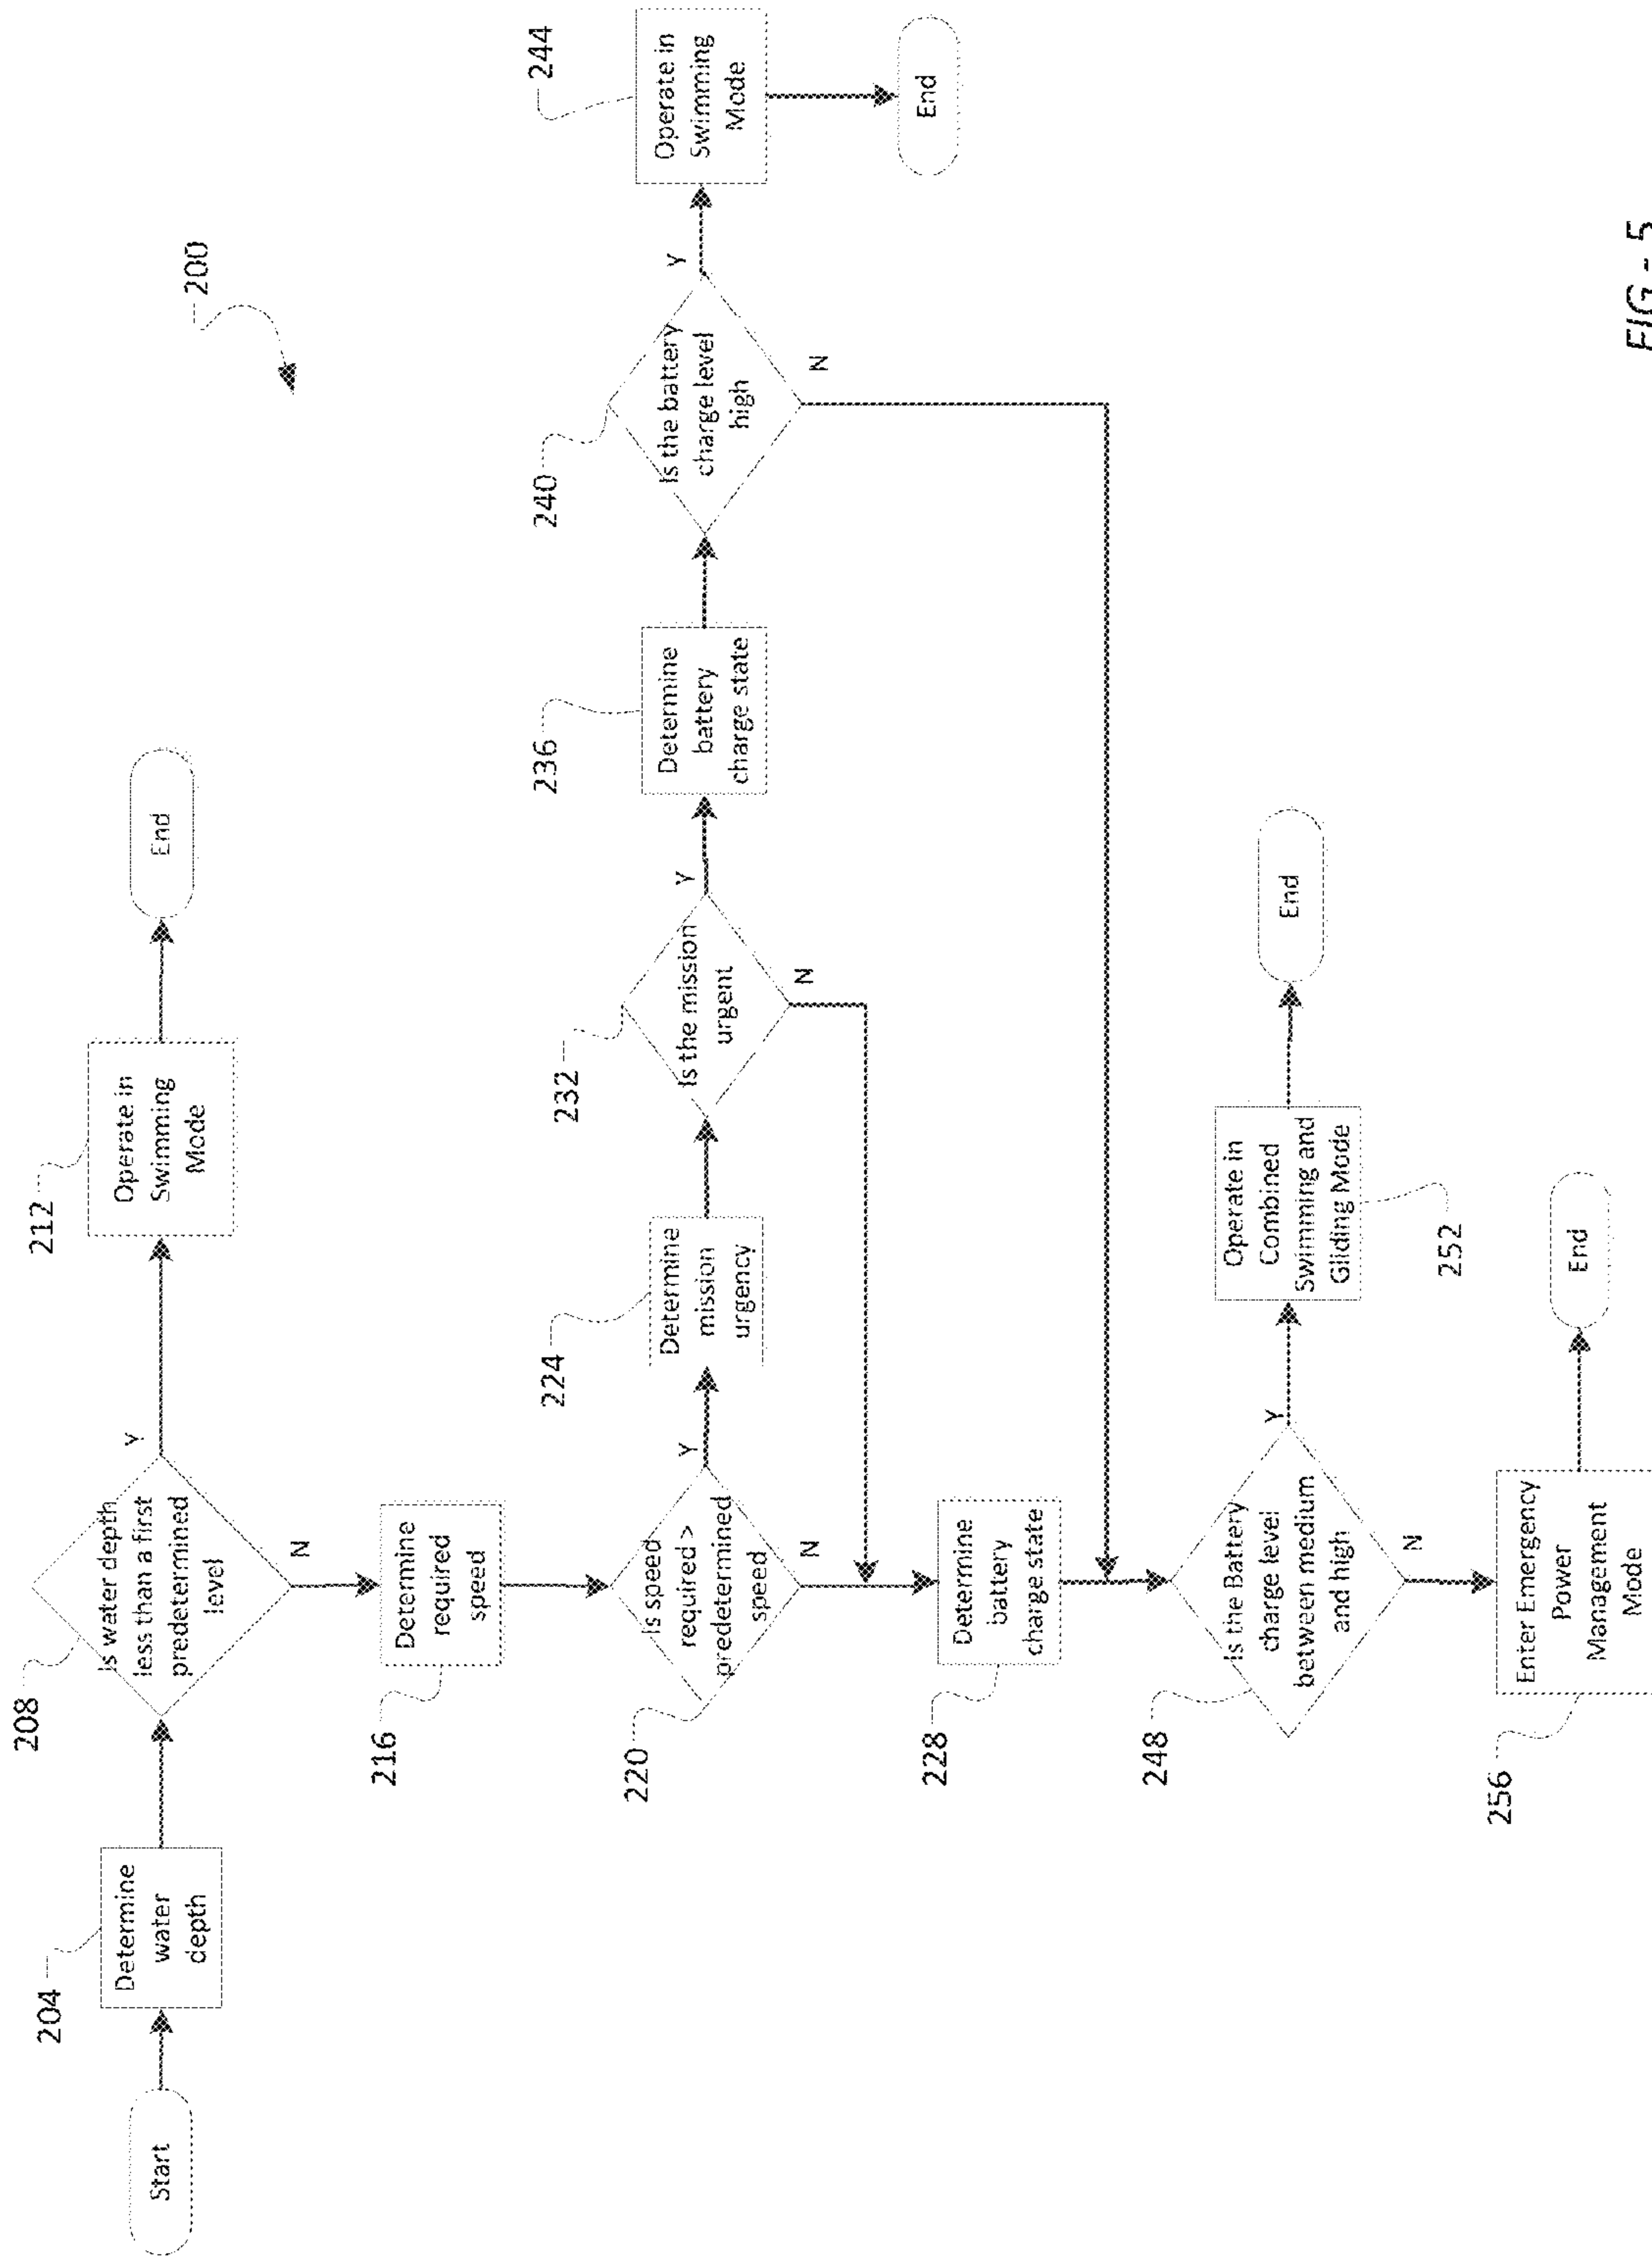 200
Start
204
Determine
water
depth
208
Is water depth
less than a first
predetermined
level
Y
N
212
Operate in
Swimming
Mode
End
216
Determine
required
speed
220
Is speed
required >
predetermined
speed
Y
N
224
Determine
mission
urgency
232
Is the mission
urgent
Y
N
236
Determine
battery
charge state
240
Is the battery
charge level
high
Y
N
244
Operate in
Swimming
Mode
End
228
Determine
battery
charge state
248
Is the Battery
charge level
between medium
and high
Y
N
252
Operate in
Combined
Swimming and
Gliding Mode
End
256
Enter Emergency
Power
Management
Mode
End
FIG - 5